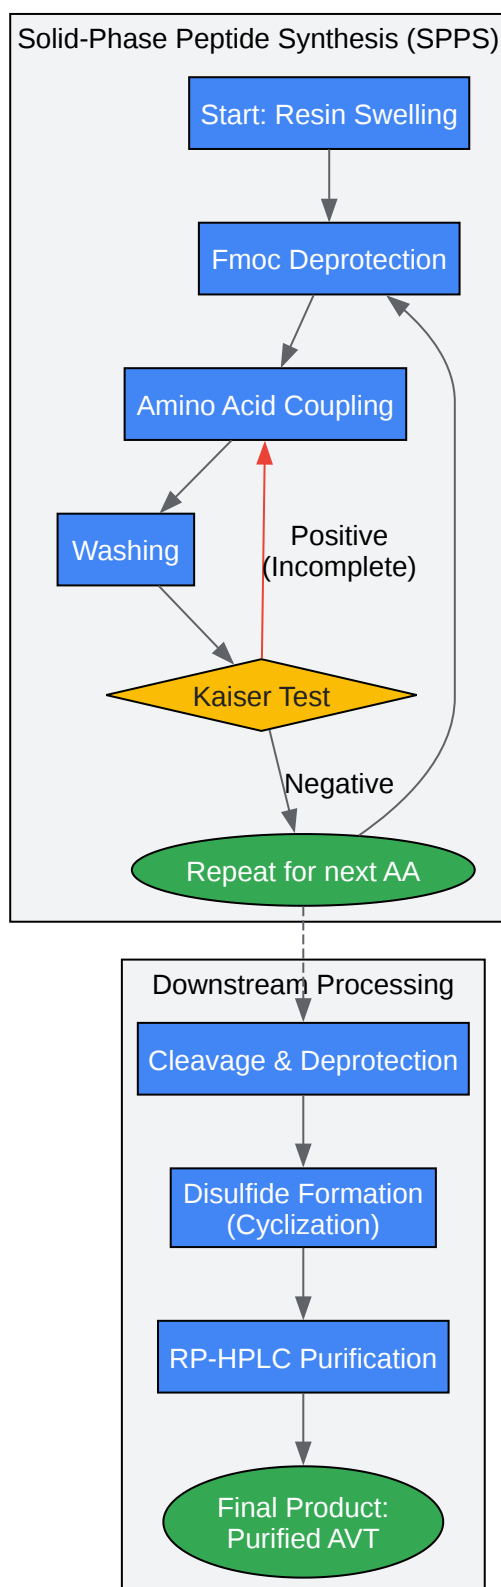 Solid-Phase Peptide Synthesis (SPPS)
Start: Resin Swelling
Fmoc Deprotection
Amino Acid Coupling
Washing
Positive
(Incomplete)
Kaiser Test
Negative
Repeat for next AA
Downstream Processing
Cleavage & Deprotection
Disulfide Formation
(Cyclization)
RP-HPLC Purification
Final Product:
Purified AVT